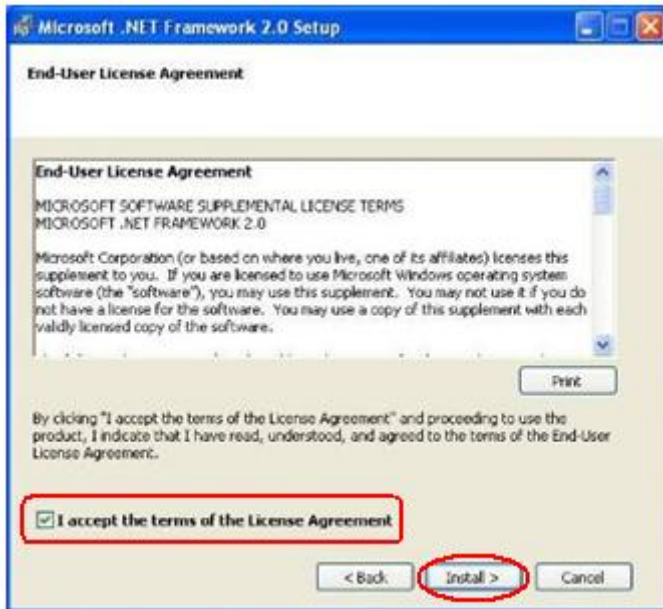 Microsoft .NET Framework 2.0 Setup
End-User License Agreement
End-User License Agreement
MICROSOFT SOFTWARE SUPPLEMENTAL LICENSE TERMS
MICROSOFT .NET FRAMEWORK 2.0
Microsoft Corporation (or based on where you live, one of its affiliates) licenses this
supplement to you. If you are licensed to use Microsoft Windows operating system
software (the "software"), you may use this supplement. You may not use it if you do
not have a license for the software. You may use a copy of this supplement with each
validly licensed copy of the software.
Print
By clicking "I accept the terms of the License Agreement" and proceeding to use the
product, I indicate that I have read, understood, and agreed to the terms of the End-User
License Agreement.
I accept the terms of the License Agreement
< Back
Install >
Cancel